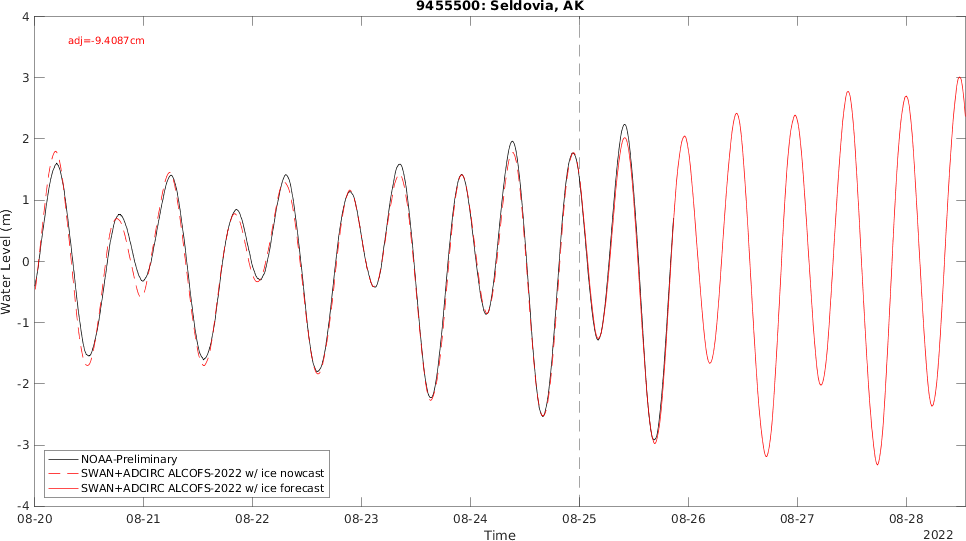 9455500: Seldovia, AK
adj=-9.4087cm
4
3
2
1
0
-1
-2
-3
-4
Water Level (m)
NOAA-Preliminary
SWAN+ADCIRC ALCOFS-2022 w/ ice nowcast
SWAN+ADCIRC ALCOFS-2022 w/ ice forecast
08-20 08-21 08-22 08-23 08-24 08-25 08-26 08-27 08-28
Time
2022